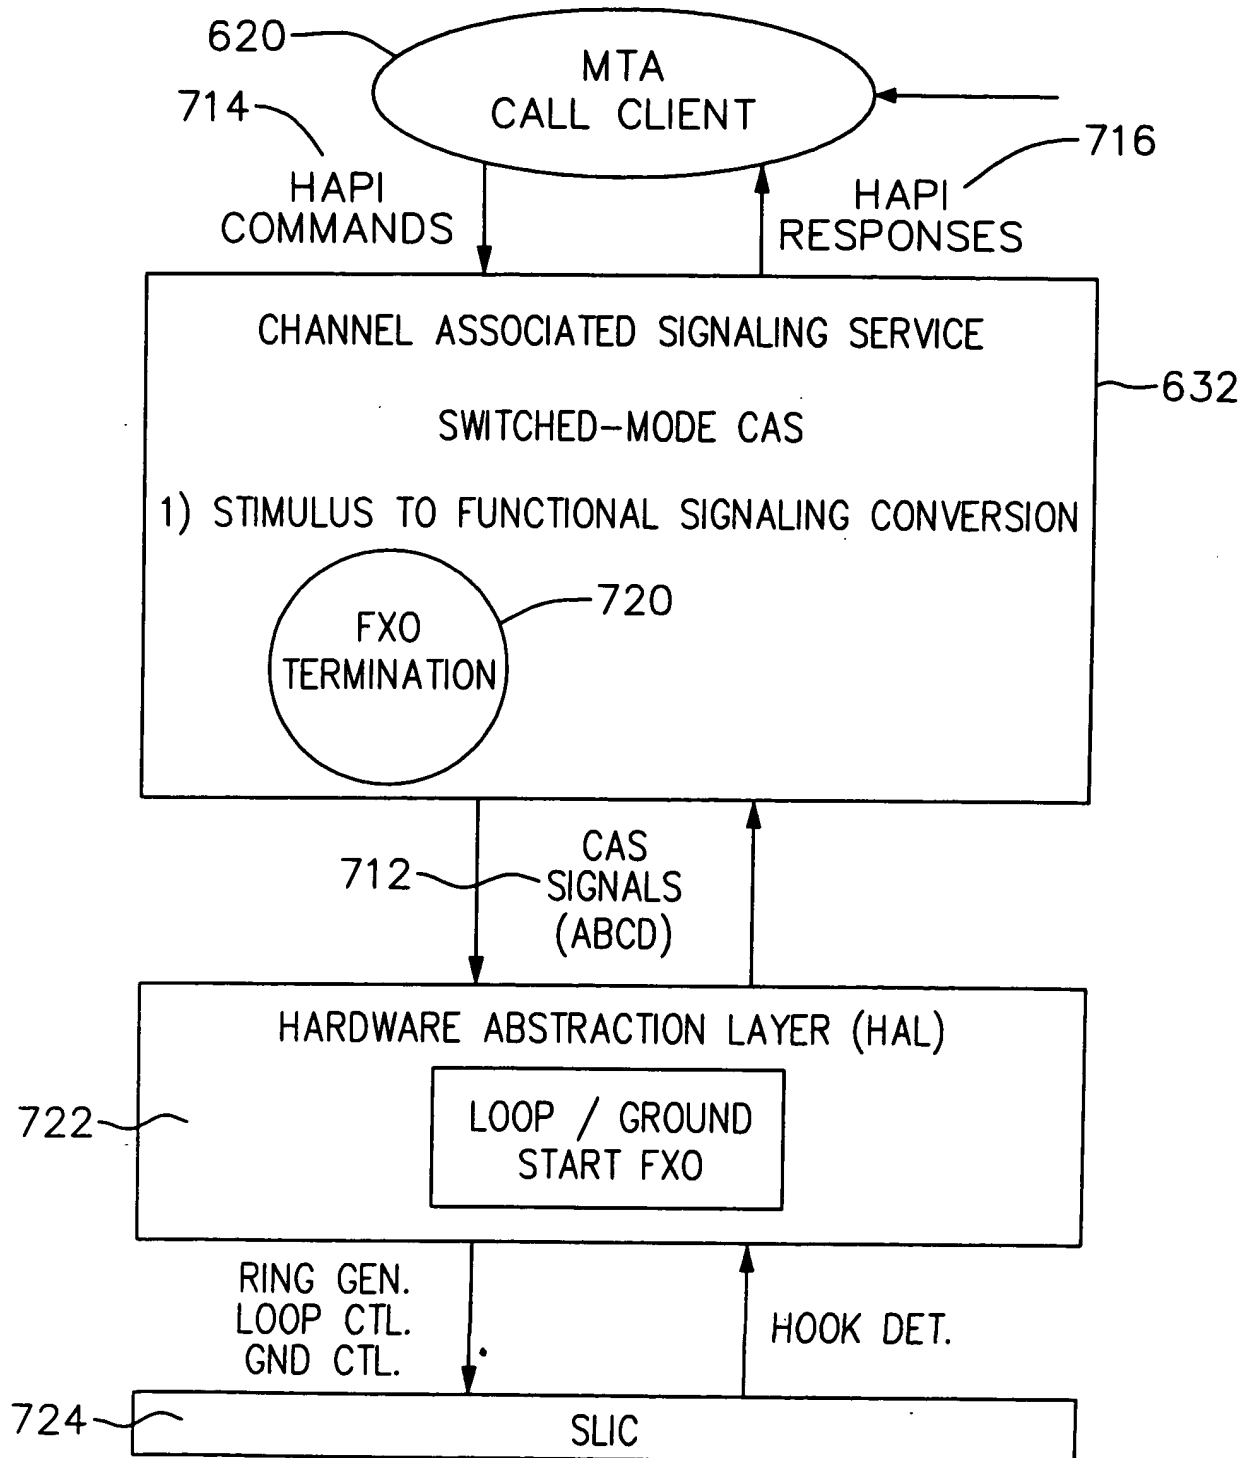 620
MTA
CALL CLIENT
714
716
HAPI
COMMANDS
HAPI
RESPONSES
CHANNEL ASSOCIATED SIGNALING SERVICE
632
SWITCHED-MODE CAS
1) STIMULUS TO FUNCTIONAL SIGNALING CONVERSION
720
FXO
TERMINATION
712
CAS
SIGNALS
(ABCD)
HARDWARE ABSTRACTION LAYER (HAL)
722
LOOP / GROUND
START FXO
RING GEN.
LOOP CTL.
GND CTL.
HOOK DET.
724
SLIC